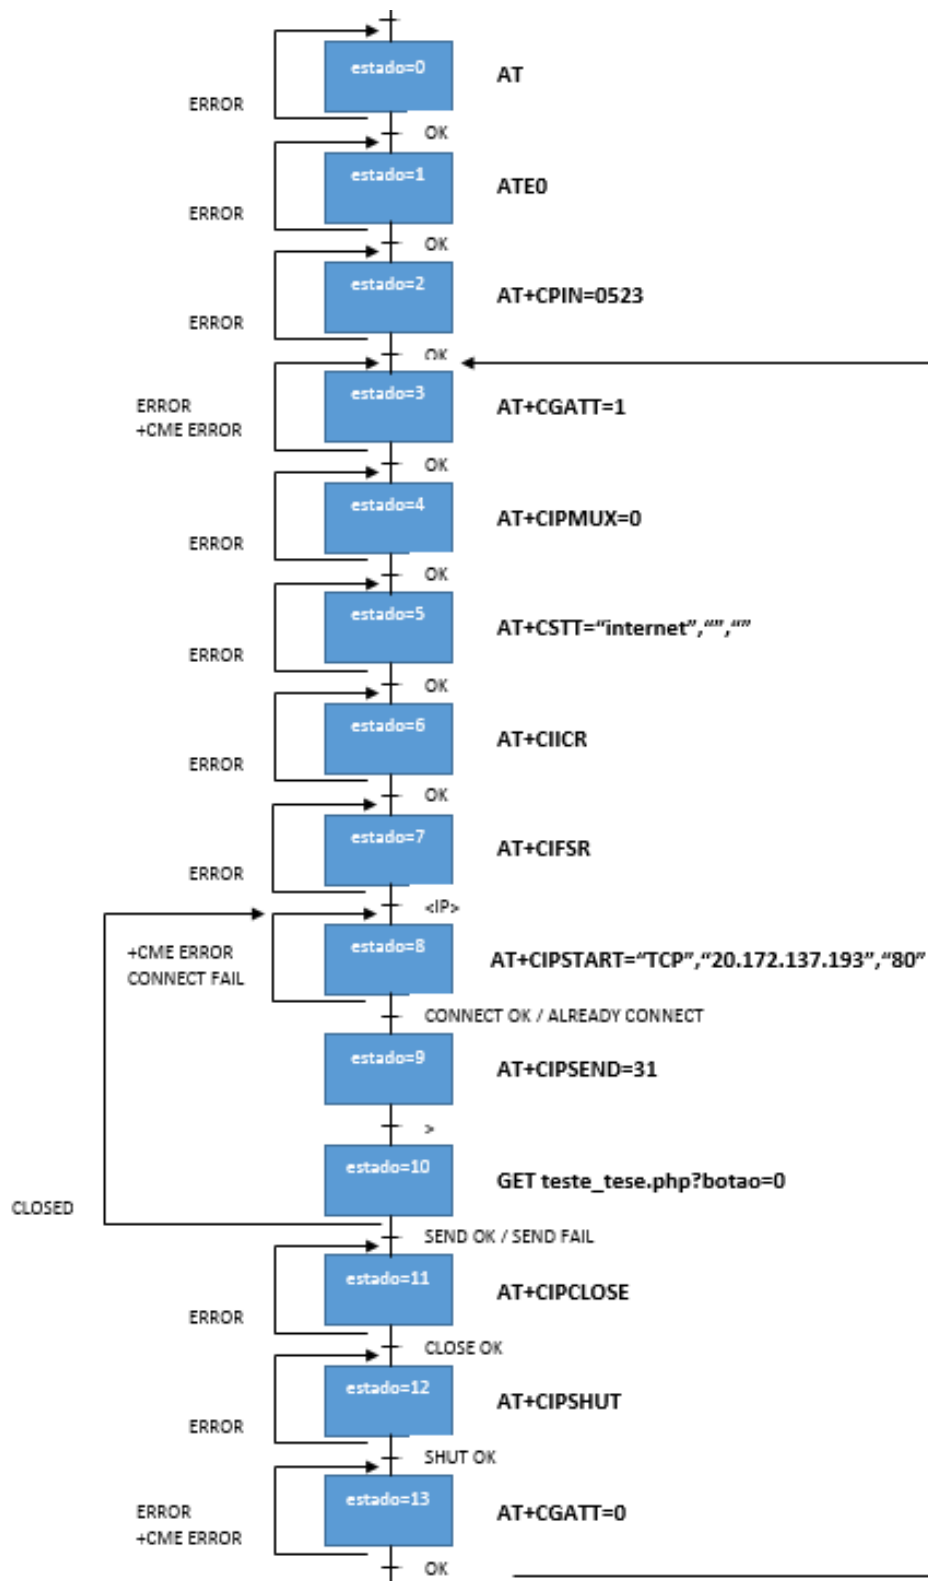 estado=0
AT
ERROR
OK
estado=1
ATE0
ERROR
OK
estado=2
AT+CPIN=0523
ERROR
OK
estado=3
AT+CGATT=1
ERROR
+CME ERROR
OK
estado=4
AT+CIPMUX=0
ERROR
OK
estado=5
AT+CSTT=“internet”,“”,“”
ERROR
OK
estado=6
AT+CIICR
ERROR
OK
estado=7
AT+CIFSR
ERROR
<IP>
estado=8
+CME ERROR
CONNECT FAIL
AT+CIPSTART=“TCP”,“20.172.137.193”,“80”
CONNECT OK / ALREADY CONNECT
estado=9
AT+CIPSEND=31
>
estado=10
GET teste_tese.php?botao=0
CLOSED
SEND OK / SEND FAIL
estado=11
AT+CIPCLOSE
ERROR
CLOSE OK
estado=12
AT+CIPSHUT
ERROR
SHUT OK
estado=13
AT+CGATT=0
ERROR
+CME ERROR
OK